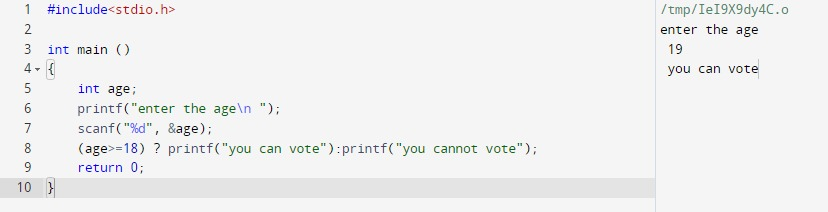 1 #include<stdio.h>
2
3 int main ()
4 {
5 int age;
6 printf("enter the age\n ");
7 scanf("%d", &age);
8 (age>=18) ? printf("you can vote"):printf("you cannot vote");
9 return 0;
10 }
/tmp/IeI9X9dy4C.o
enter the age
19
you can vote